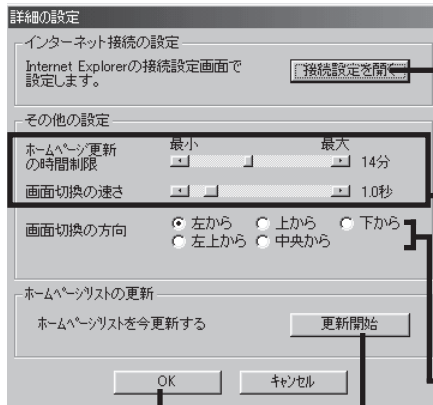 詳細の設定
インターネット接続の設定
Internet Explorerの接続設定画面で
設定します。
接続設定を開く
その他の設定
最小 最大
ホームページ更新
の時間制限
14分
画面切換の速さ 1.0秒
画面切換の方向
左から 上から 下から
左上から 中央から
ホームページリストの更新
ホームページリストを今更新する 更新開始
OK キャンセル